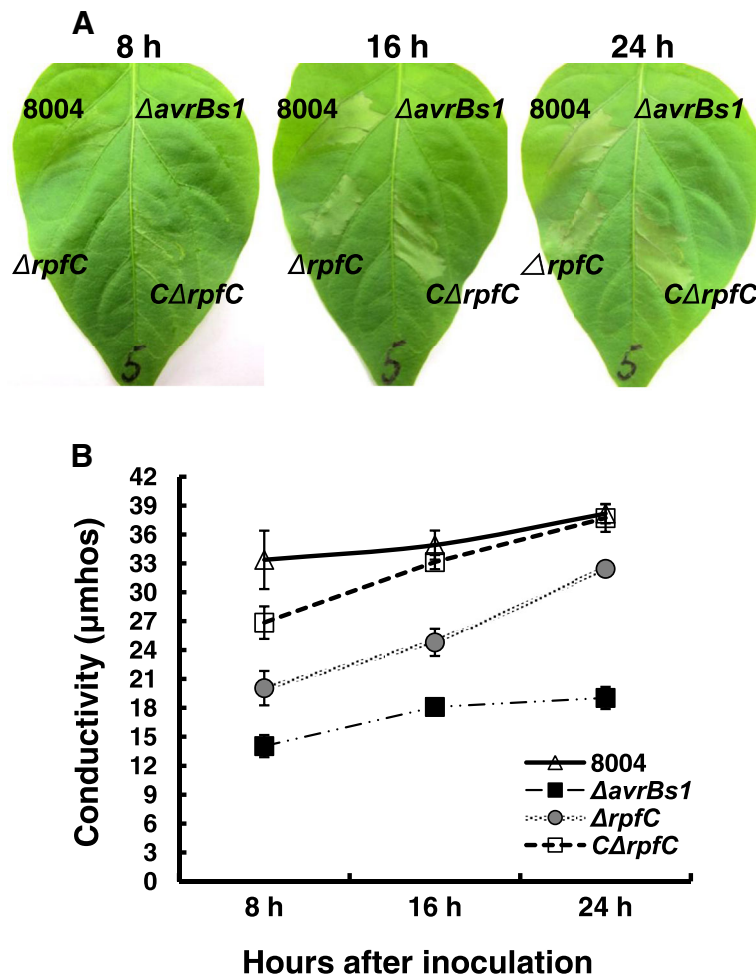 A
8 h 16 h 24 h
8004 ΔavrBs1 8004 ΔavrBs1 8004 ΔavrBs1
ΔrpfC ΔrpfC ΔrpfC
CΔrpfC CΔrpfC CΔrpfC
5 5 5
B
42
39
36
33
30
27
24
21
18
15
12
9
6
3
0
Conductivity (µmhos)
8004
ΔavrBs1
ΔrpfC
CΔrpfC
8 h 16 h 24 h
Hours after inoculation